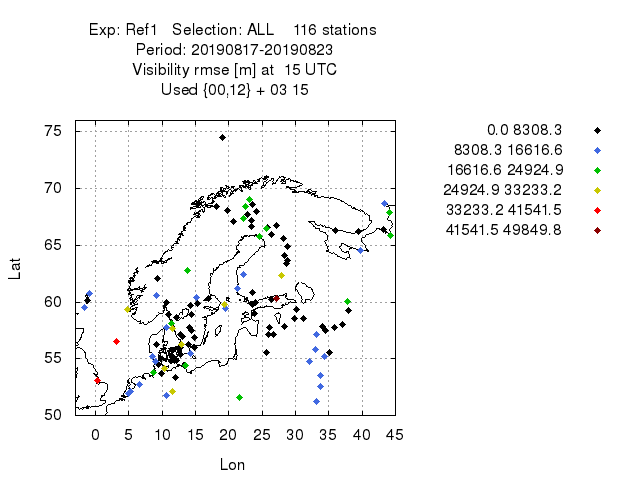 Exp: Ref1 Selection: ALL 116 stations
Period: 20190817-20190823
Visibility rmse [m] at 15 UTC
Used {00,12} + 03 15
75
70
65
60
55
50
Lat
0 5 10 15 20 25 30 35 40 45
Lon
0.0 8308.3
8308.3 16616.6
16616.6 24924.9
24924.9 33233.2
33233.2 41541.5
41541.5 49849.8